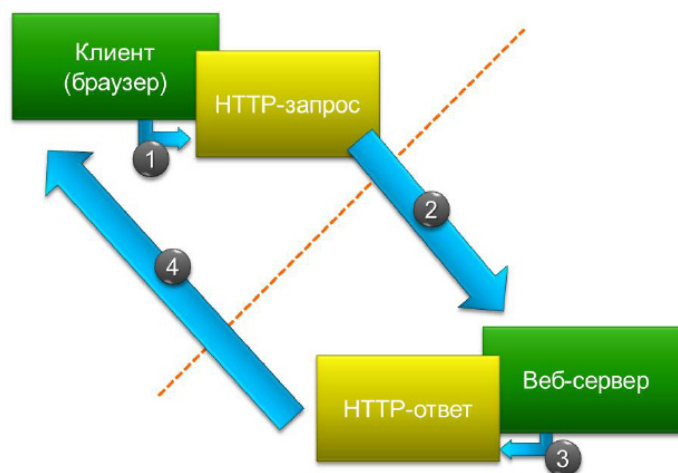 Клиент
(браузер)
HTTP-запрос
1
2
4
Веб-сервер
HTTP-ответ
3